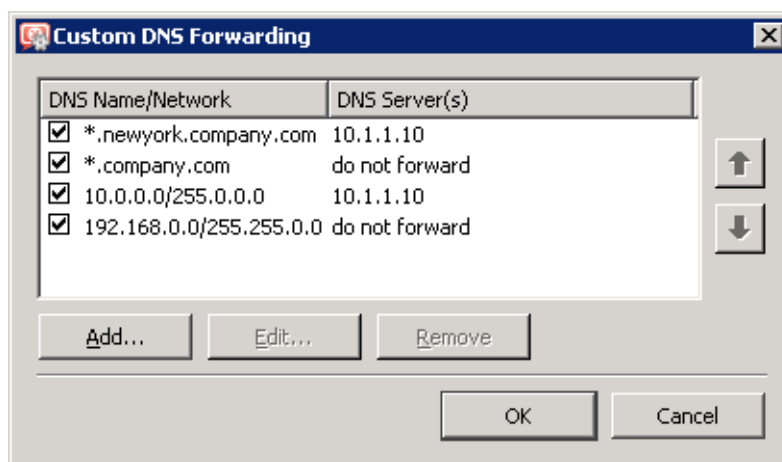 Custom DNS Forwarding
DNS Name/Network DNS Server(s)
*.newyork.company.com 10.1.1.10
*.company.com do not forward
10.0.0.0/255.0.0.0 10.1.1.10
192.168.0.0/255.255.0.0 do not forward
Add... Edit... Remove
OK Cancel